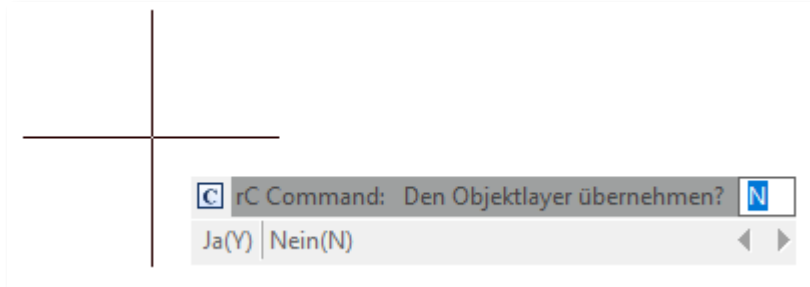 C rC Command: Den Objektlayer übernehmen? N
Ja(Y) Nein(N)